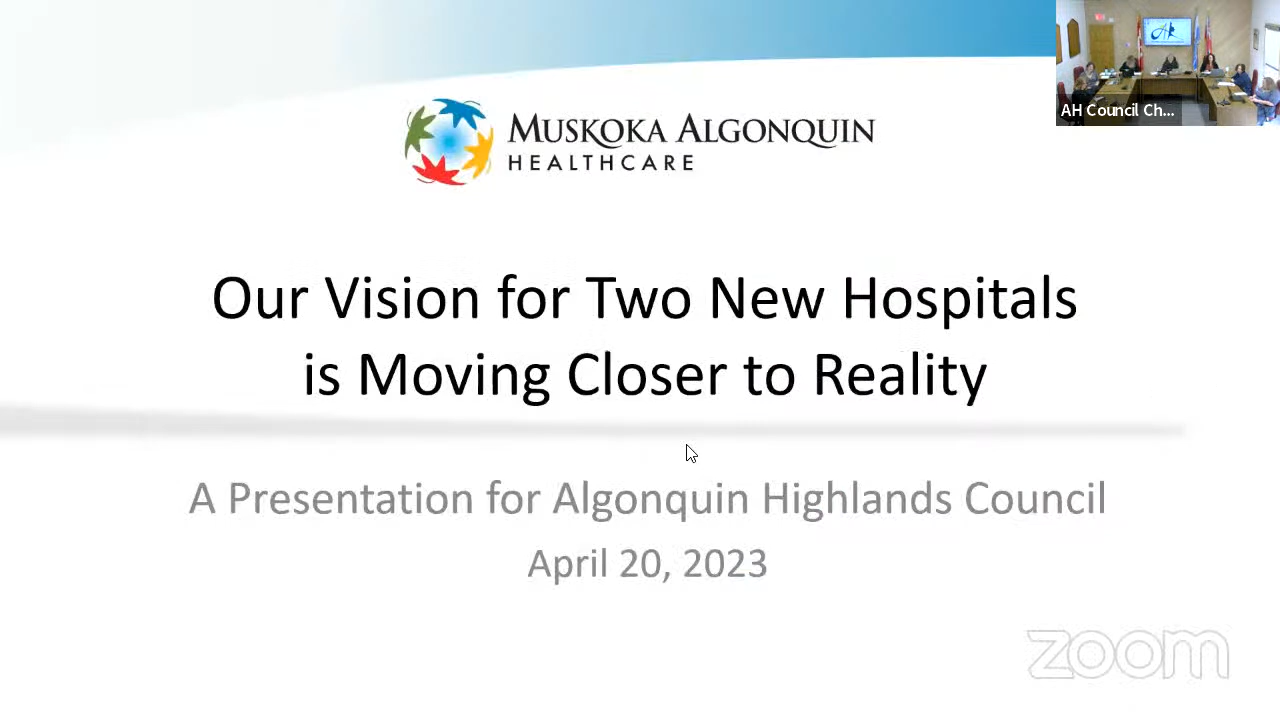 MUSKOKA ALGONQUIN
HEALTHCARE
AH Council Ch...
Our Vision for Two New Hospitals
is Moving Closer to Reality
A Presentation for Algonquin Highlands Council
April 20, 2023
zoom